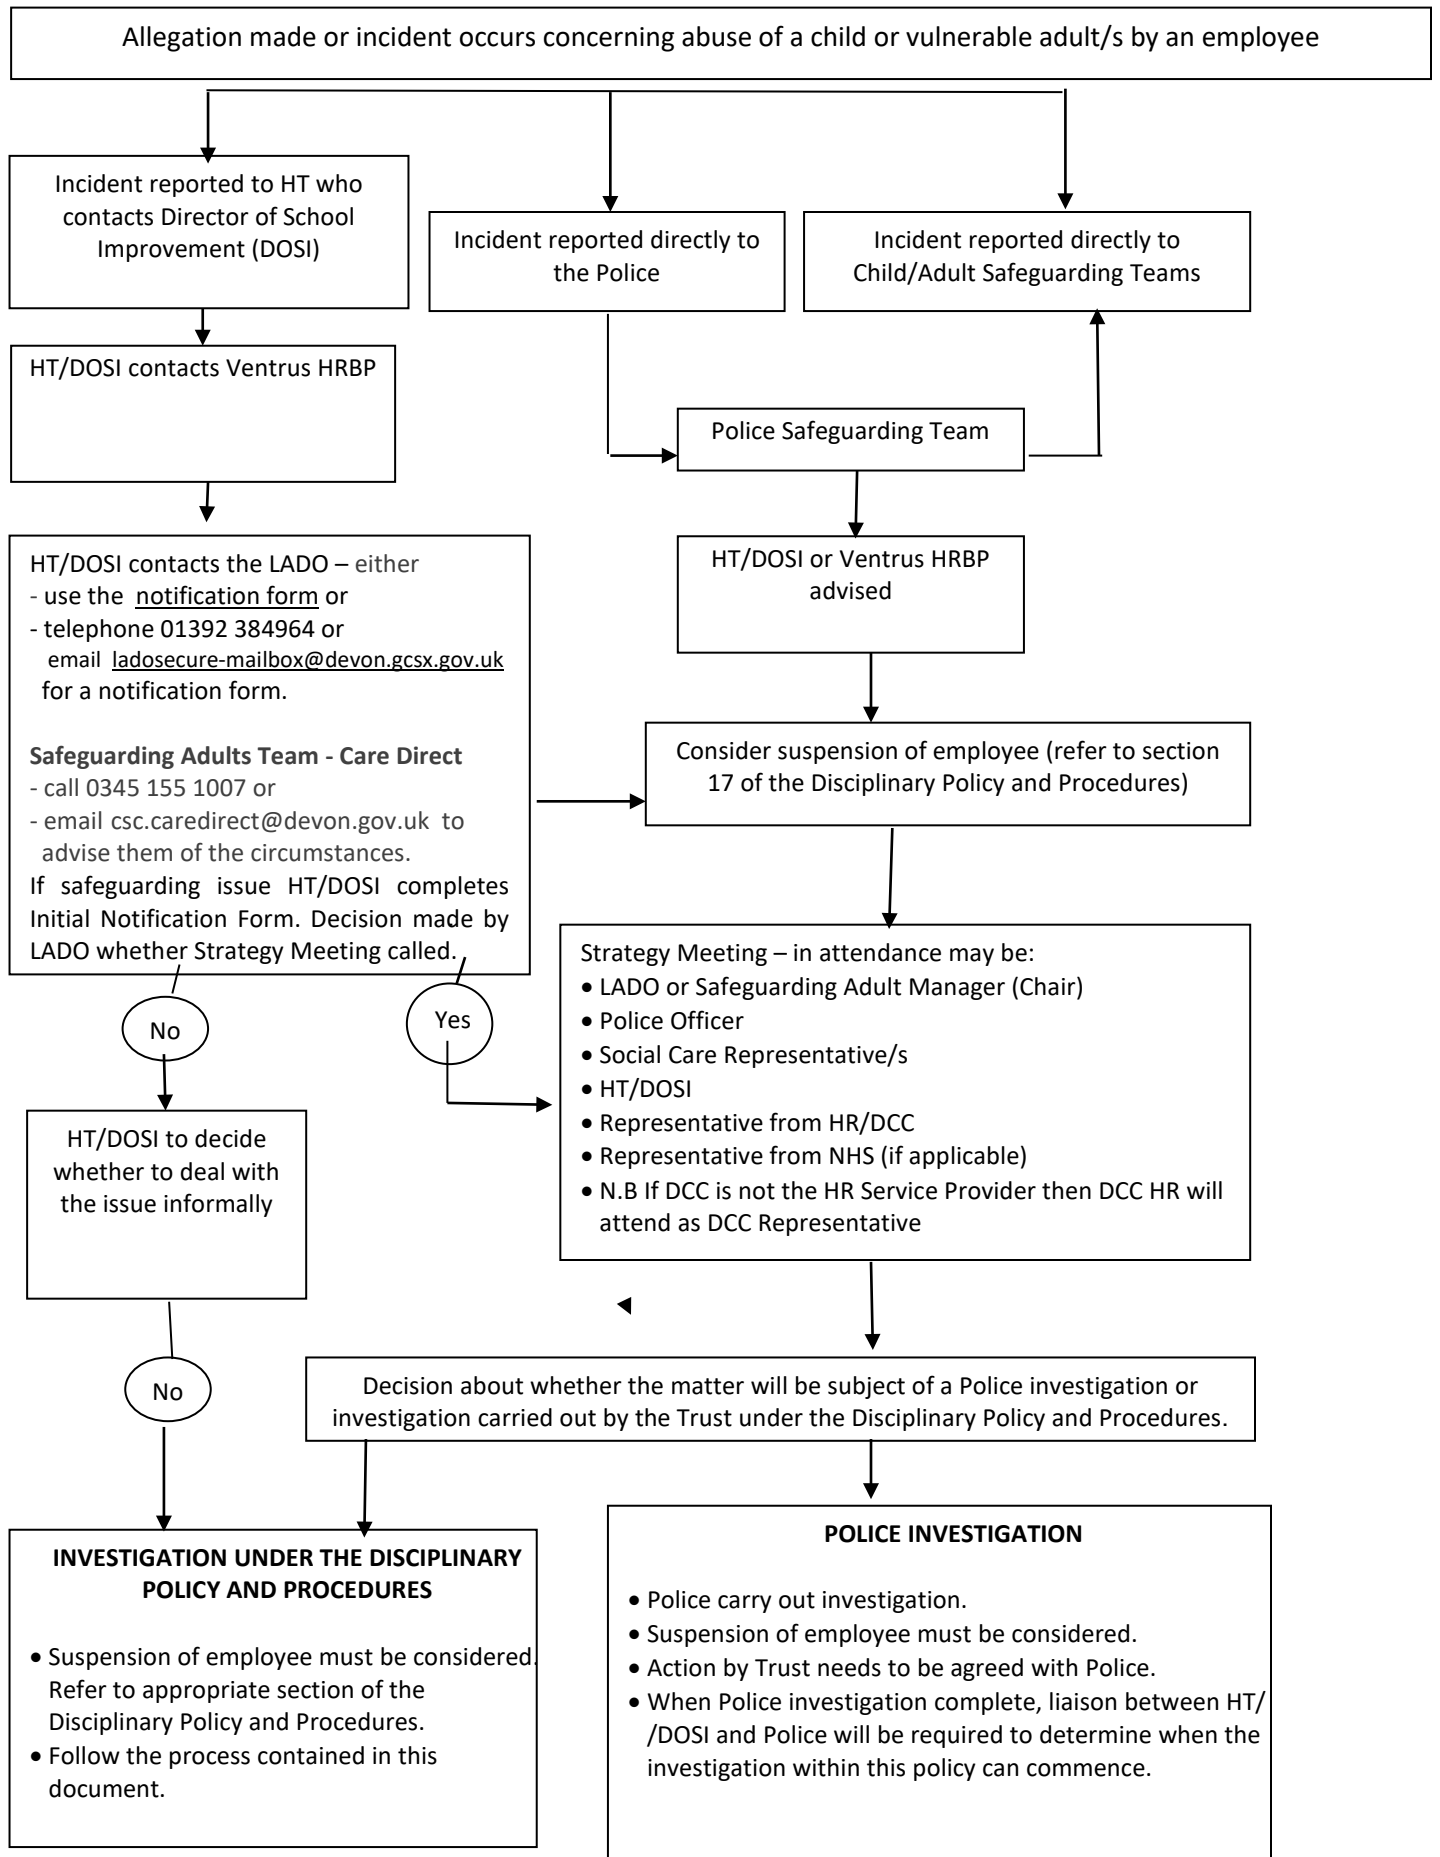 Allegation made or incident occurs concerning abuse of a child or vulnerable adult/s by an employee
Incident reported to HT who
contacts Director of School
Improvement (DOSI)
Incident reported directly to
the Police
Incident reported directly to
Child/Adult Safeguarding Teams
HT/DOSI contacts Ventrus HRBP
Police Safeguarding Team
HT/DOSI or Ventrus HRBP
advised
HT/DOSI contacts the LADO – either
- use the notification form or
- telephone 01392 384964 or
email ladosecure-mailbox@devon.gcsx.gov.uk
for a notification form.
Safeguarding Adults Team - Care Direct
- call 0345 155 1007 or
- email csc.caredirect@devon.gov.uk to
advise them of the circumstances.
If safeguarding issue HT/DOSI completes
Initial Notification Form. Decision made by
LADO whether Strategy Meeting called.
Consider suspension of employee (refer to section
17 of the Disciplinary Policy and Procedures)
No
Yes
Strategy Meeting – in attendance may be:
• LADO or Safeguarding Adult Manager (Chair)
• Police Officer
• Social Care Representative/s
• HT/DOSI
• Representative from HR/DCC
• Representative from NHS (if applicable)
• N.B If DCC is not the HR Service Provider then DCC HR will
attend as DCC Representative
HT/DOSI to decide
whether to deal with
the issue informally
No
Decision about whether the matter will be subject of a Police investigation or
investigation carried out by the Trust under the Disciplinary Policy and Procedures.
INVESTIGATION UNDER THE DISCIPLINARY
POLICY AND PROCEDURES
• Suspension of employee must be considered.
Refer to appropriate section of the
Disciplinary Policy and Procedures.
• Follow the process contained in this
document.
POLICE INVESTIGATION
• Police carry out investigation.
• Suspension of employee must be considered.
• Action by Trust needs to be agreed with Police.
• When Police investigation complete, liaison between HT/
/DOSI and Police will be required to determine when the
investigation within this policy can commence.